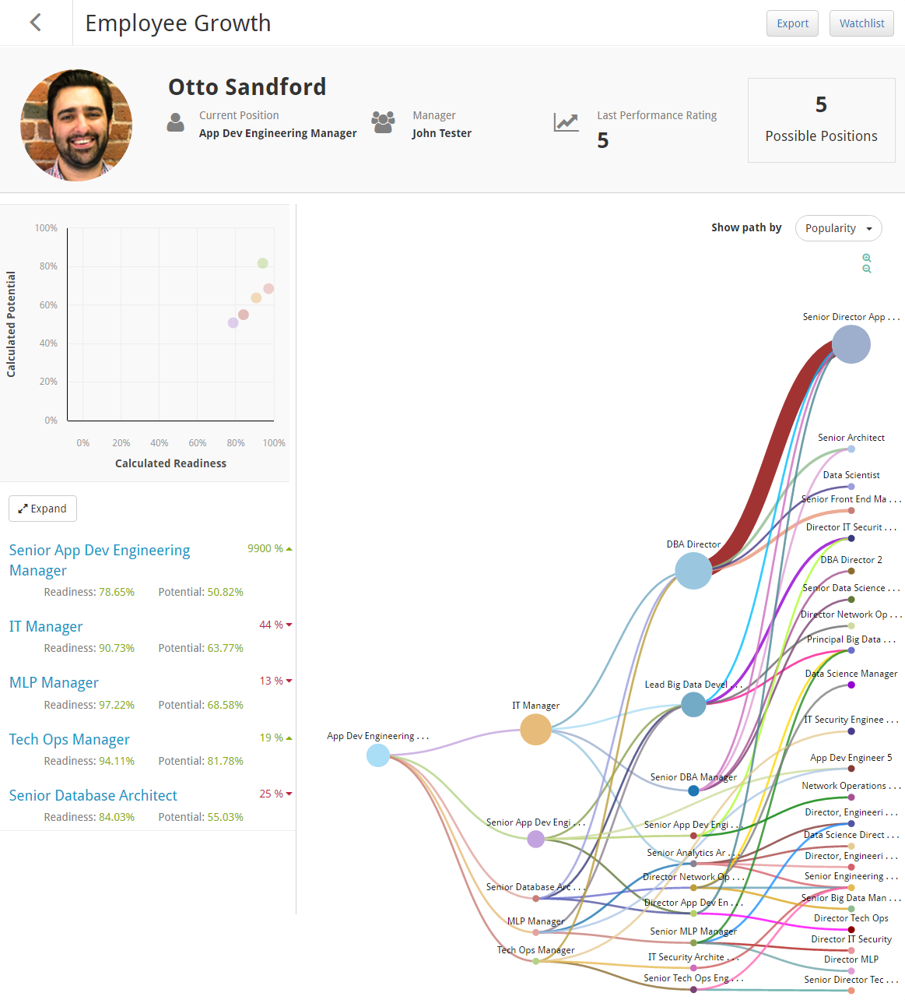 Employee Growth
Export
Watchlist
Otto Sandford
Current Position
App Dev Engineering Manager
Manager
John Tester
Last Performance Rating
5
5
Possible Positions
100%
80%
60%
40%
20%
0%
Calculated Potential
0%
20%
40%
60%
80%
100%
Calculated Readiness
Expand
Senior App Dev Engineering
Manager
9900 %
Readiness: 78.65%
Potential: 50.82%
IT Manager
44 %
Readiness: 90.73%
Potential: 63.77%
MLP Manager
13 %
Readiness: 97.22%
Potential: 68.58%
Tech Ops Manager
19 %
Readiness: 94.11%
Potential: 81.78%
Senior Database Architect
25 %
Readiness: 84.03%
Potential: 55.03%
Show path by
Popularity
App Dev Engineering ...
IT Manager
Senior App Dev Engi ...
Senior Database Arc ...
MLP Manager
Tech Ops Manager
DBA Director
Lead Big Data Devel ...
Senior DBA Manager
Senior App Dev Engi ...
Senior Analytics Ar ...
Director Network Op ...
Director App Dev En ...
Senior MLP Manager
IT Security Archite ...
Senior Tech Ops Eng ...
Senior Director App ...
Senior Architect
Data Scientist
Senior Front End Ma ...
Director IT Securit ...
DBA Director 2
Senior Data Science ...
Director Network Op ...
Principal Big Data ...
Data Science Manager
IT Security Enginee ...
App Dev Engineer 5
Network Operations ...
Director, Engineeri ...
Data Science Direct ...
Director, Engineeri ...
Senior Engineering ...
Senior Big Data Man ...
Director Tech Ops
Director IT Security
Director MLP
Senior Director Tec ...